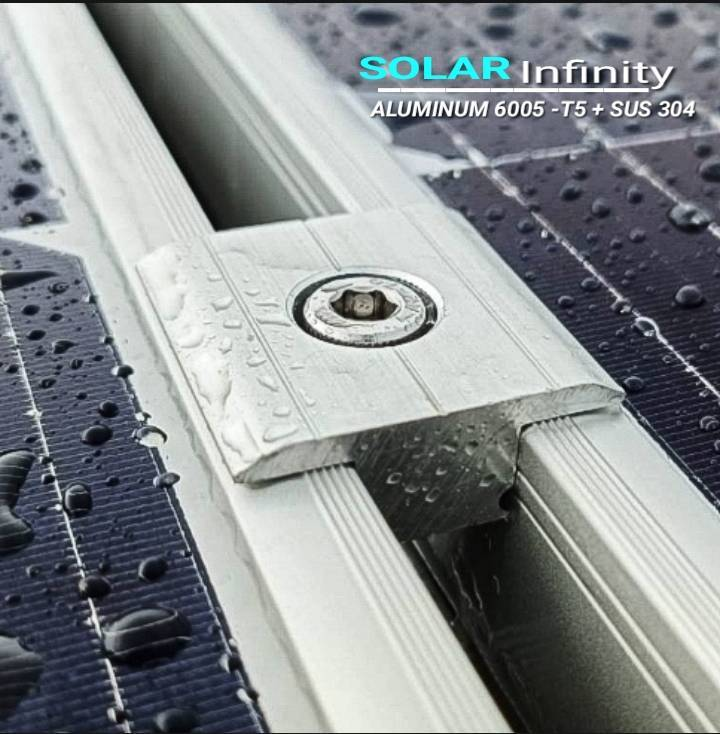 SOLAR Infinity
ALUMINUM 6005 -T5 + SUS 304